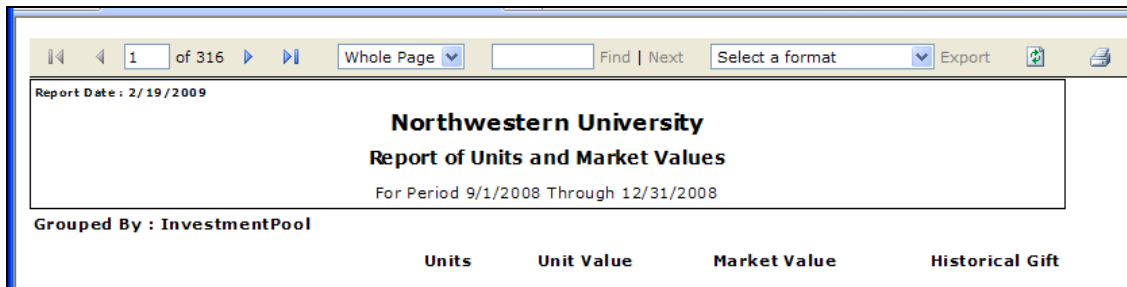 1 of 316 Whole Page Find | Next Select a format Export
Report Date : 2/19/2009
Northwestern University
Report of Units and Market Values
For Period 9/1/2008 Through 12/31/2008
Grouped By : InvestmentPool
Units Unit Value Market Value Historical Gift